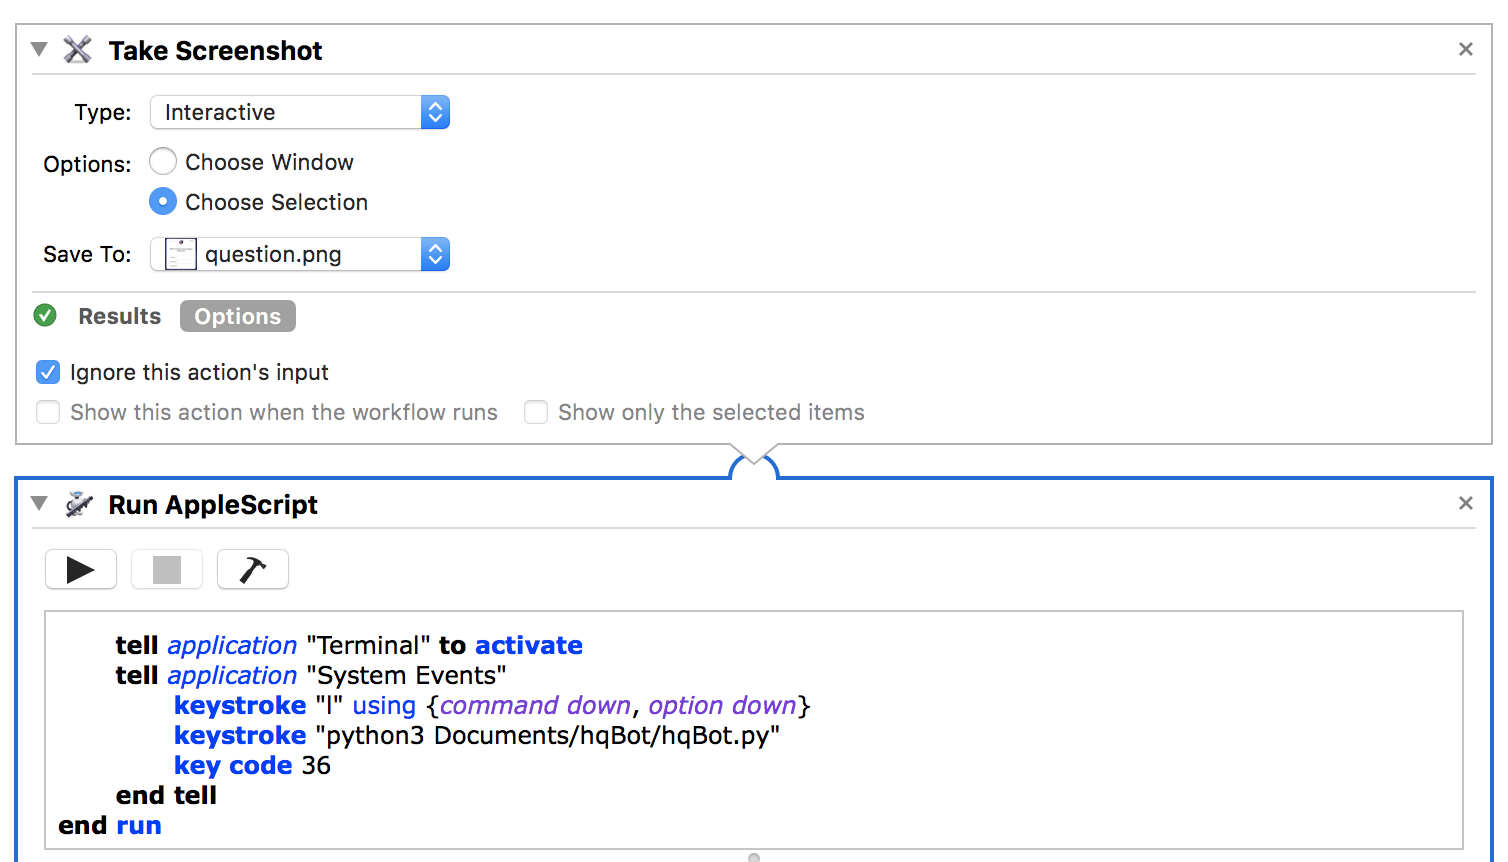 Take Screenshot
Type: Interactive
Options: Choose Window
Choose Selection
Save To: question.png
Results Options
Ignore this action's input
Show this action when the workflow runs Show only the selected items
Run AppleScript
tell application "Terminal" to activate
tell application "System Events"
keystroke "l" using {command down, option down}
keystroke "python3 Documents/hqBot/hqBot.py"
key code 36
end tell
end run